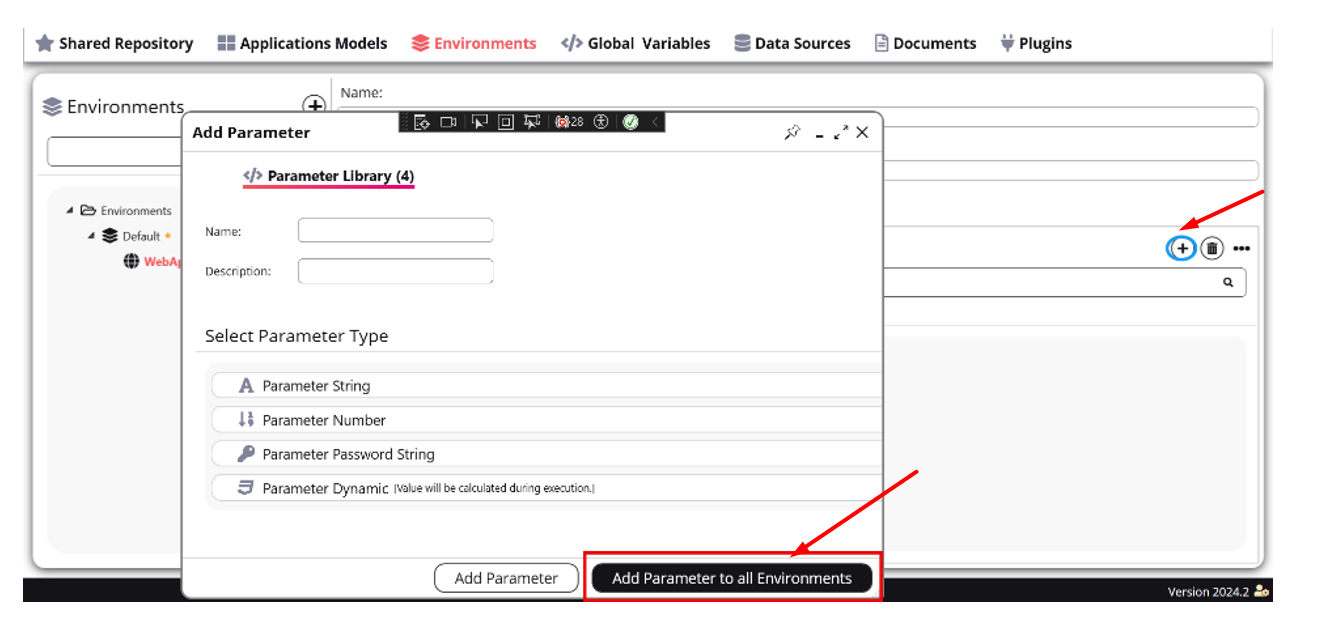 Shared Repository Applications Models Environments </> Global Variables Data Sources Documents Plugins
Environments
Name:
Add Parameter
28
</> Parameter Library (4)
Name:
Description:
Environments
Default *
Select Parameter Type
Parameter String
Parameter Number
Parameter Password String
Parameter Dynamic [Value will be calculated during execution.]
Add Parameter
Add Parameter to all Environments
Version 2024.2